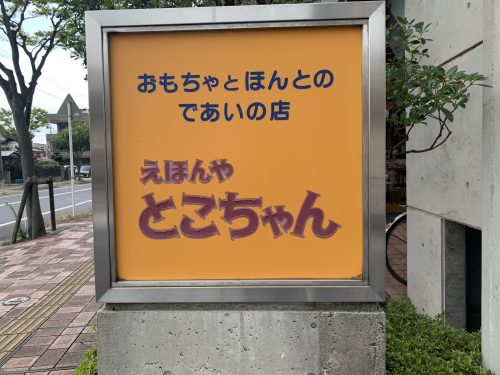 おもちゃとほんとの
であいの店
えほんや
とこちゃん